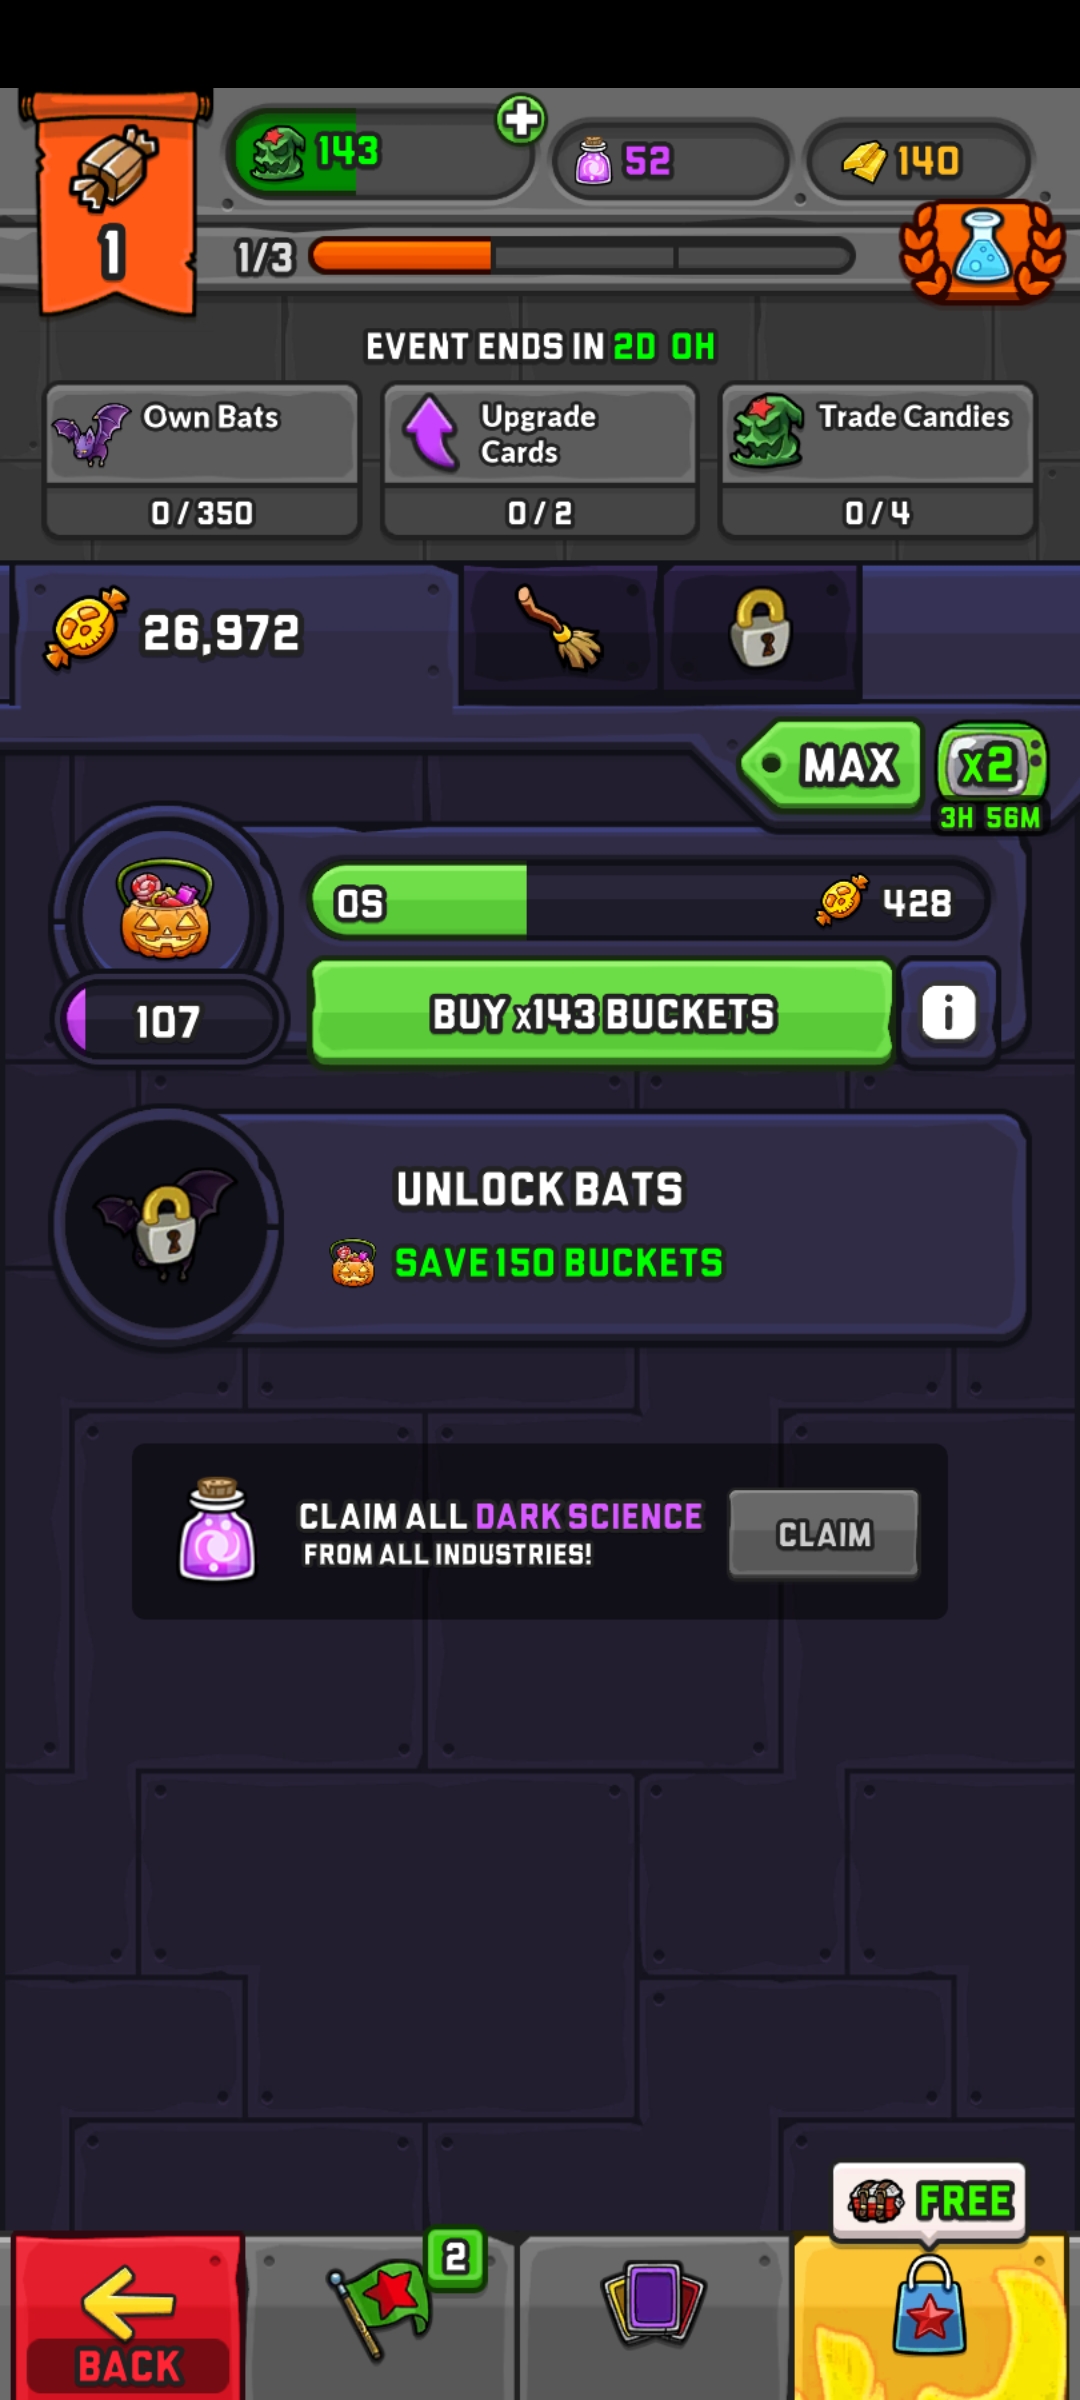 143
52
140
1
1/3
EVENT ENDS IN 2D 0H
Own Bats
0 / 350
Upgrade
Cards
0 / 2
Trade Candies
0 / 4
26,972
MAX
x2
3H 56M
0S
428
107
BUY x143 BUCKETS
i
UNLOCK BATS
SAVE 150 BUCKETS
CLAIM ALL DARK SCIENCE
FROM ALL INDUSTRIES!
CLAIM
FREE
2
BACK